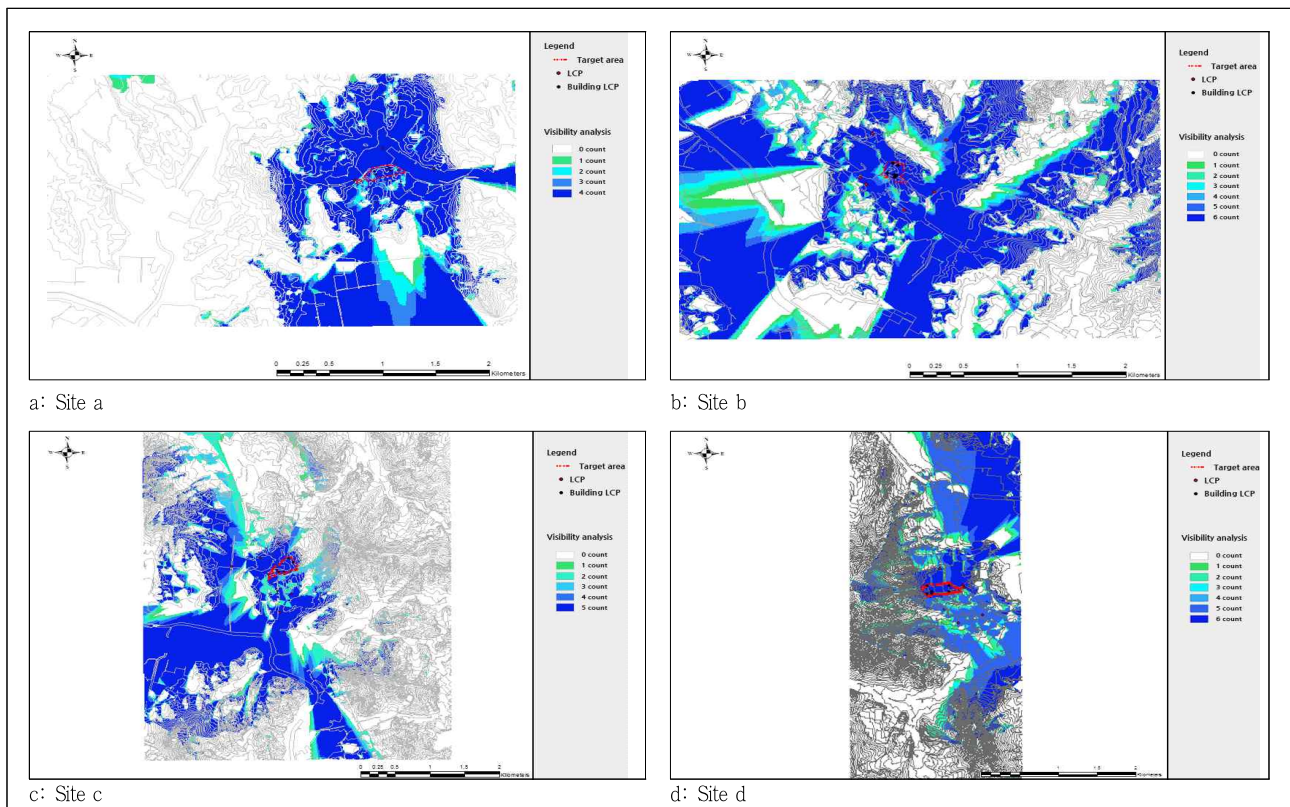 N
W E
S
Legend
Target area
LCP
Building LCP
Visibility analysis
0 count
1 count
2 count
3 count
4 count
0 0.25 0.5 1 1.5 2
Kilometers
a: Site a
N
W E
S
Legend
Target area
LCP
Building LCP
Visibility analysis
0 count
1 count
2 count
3 count
4 count
5 count
6 count
0 0.25 0.5 1 1.5 2
Kilometers
b: Site b
N
W E
S
Legend
Target area
LCP
Building LCP
Visibility analysis
0 count
1 count
2 count
3 count
4 count
5 count
0 0.25 0.5 1 1.5 2
Kilometers
c: Site c
N
W E
S
Legend
Target area
LCP
Building LCP
Visibility analysis
0 count
1 count
2 count
3 count
4 count
5 count
6 count
1 1.5 2
Kilometers
d: Site d